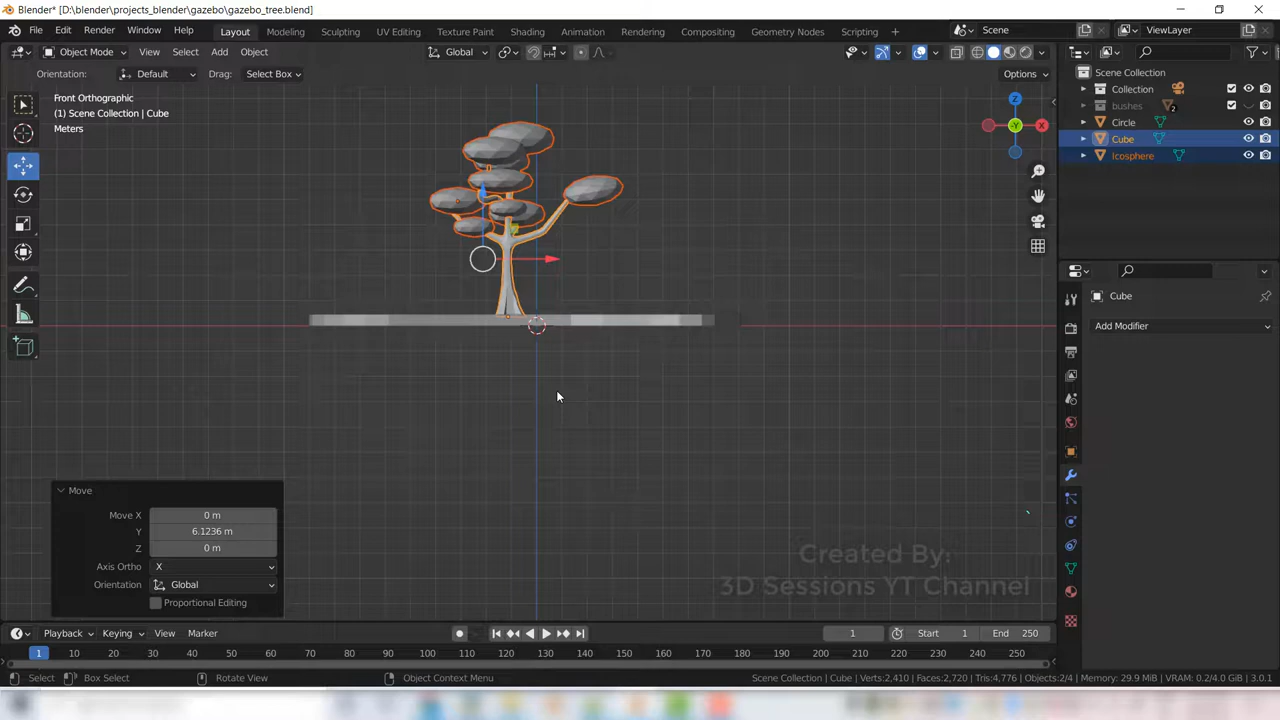 Blender* [D:\blender\projects_blender\gazebo\gazebo_tree.blend]
File Edit Render Window Help Layout Modeling Sculpting UV Editing Texture Paint Shading Animation Rendering Compositing Geometry Nodes Scripting + Scene ViewLayer
Object Mode View Select Add Object Global Options
Orientation: Default Drag: Select Box
Front Orthographic
(1) Scene Collection | Cube
Meters
Z
-Y
X
Scene Collection
Collection
bushes 2
Circle
Cube
Icosphere
Cube
Add Modifier
Move
Move X 0 m
Y 6.1236 m
Z 0 m
Axis Ortho X
Orientation Global
Proportional Editing
Created By:
3D Sessions YT Channel
Playback Keying View Marker 1 Start 1 End 250
1 10 20 30 40 50 60 70 80 90 100 110 120 130 140 150 160 170 180 190 200 210 220 230 240 250
Select Box Select Rotate View Object Context Menu Scene Collection | Cube | Verts:2,410 | Faces:2,720 | Tris:4,776 | Objects:2/4 | Memory: 29.9 MiB | VRAM: 0.2/4.0 GiB | 3.0.1